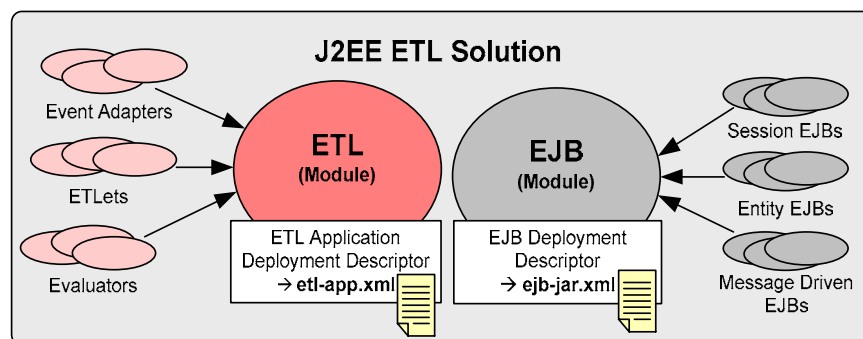 J2EE ETL Solution
Event Adapters
ETLets
Evaluators
ETL
(Module)
ETL Application
Deployment Descriptor
→ etl-app.xml
EJB
(Module)
EJB Deployment
Descriptor
→ ejb-jar.xml
Session EJBs
Entity EJBs
Message Driven
EJBs